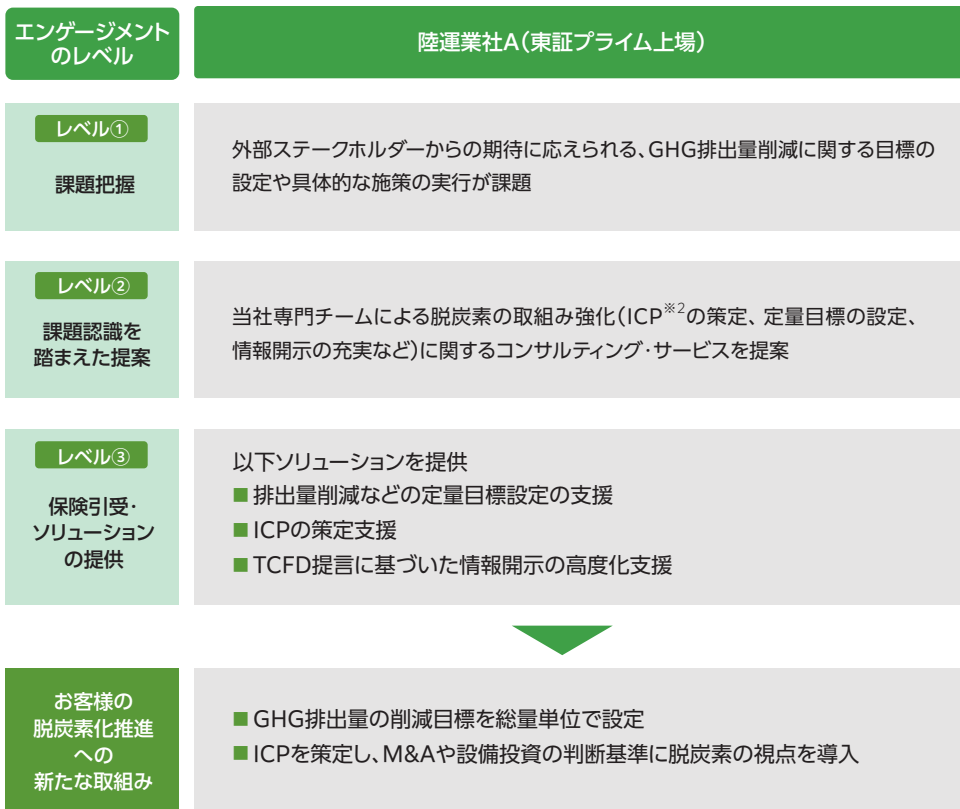 エンゲージメント
のレベル
陸運業社A(東証プライム上場)
レベル①
課題把握
外部ステークホルダーからの期待に応えられる、GHG排出量削減に関する目標の
設定や具体的な施策の実行が課題
レベル②
課題認識を
踏まえた提案
当社専門チームによる脱炭素の取組み強化(ICP※2の策定、定量目標の設定、
情報開示の充実など)に関するコンサルティング・サービスを提案
レベル③
保険引受・
ソリューション
の提供
以下ソリューションを提供
■排出量削減などの定量目標設定の支援
■ICPの策定支援
■TCFD提言に基づいた情報開示の高度化支援
お客様の
脱炭素化推進
への
新たな取組み
■GHG排出量の削減目標を総量単位で設定
■ICPを策定し、M&Aや設備投資の判断基準に脱炭素の視点を導入